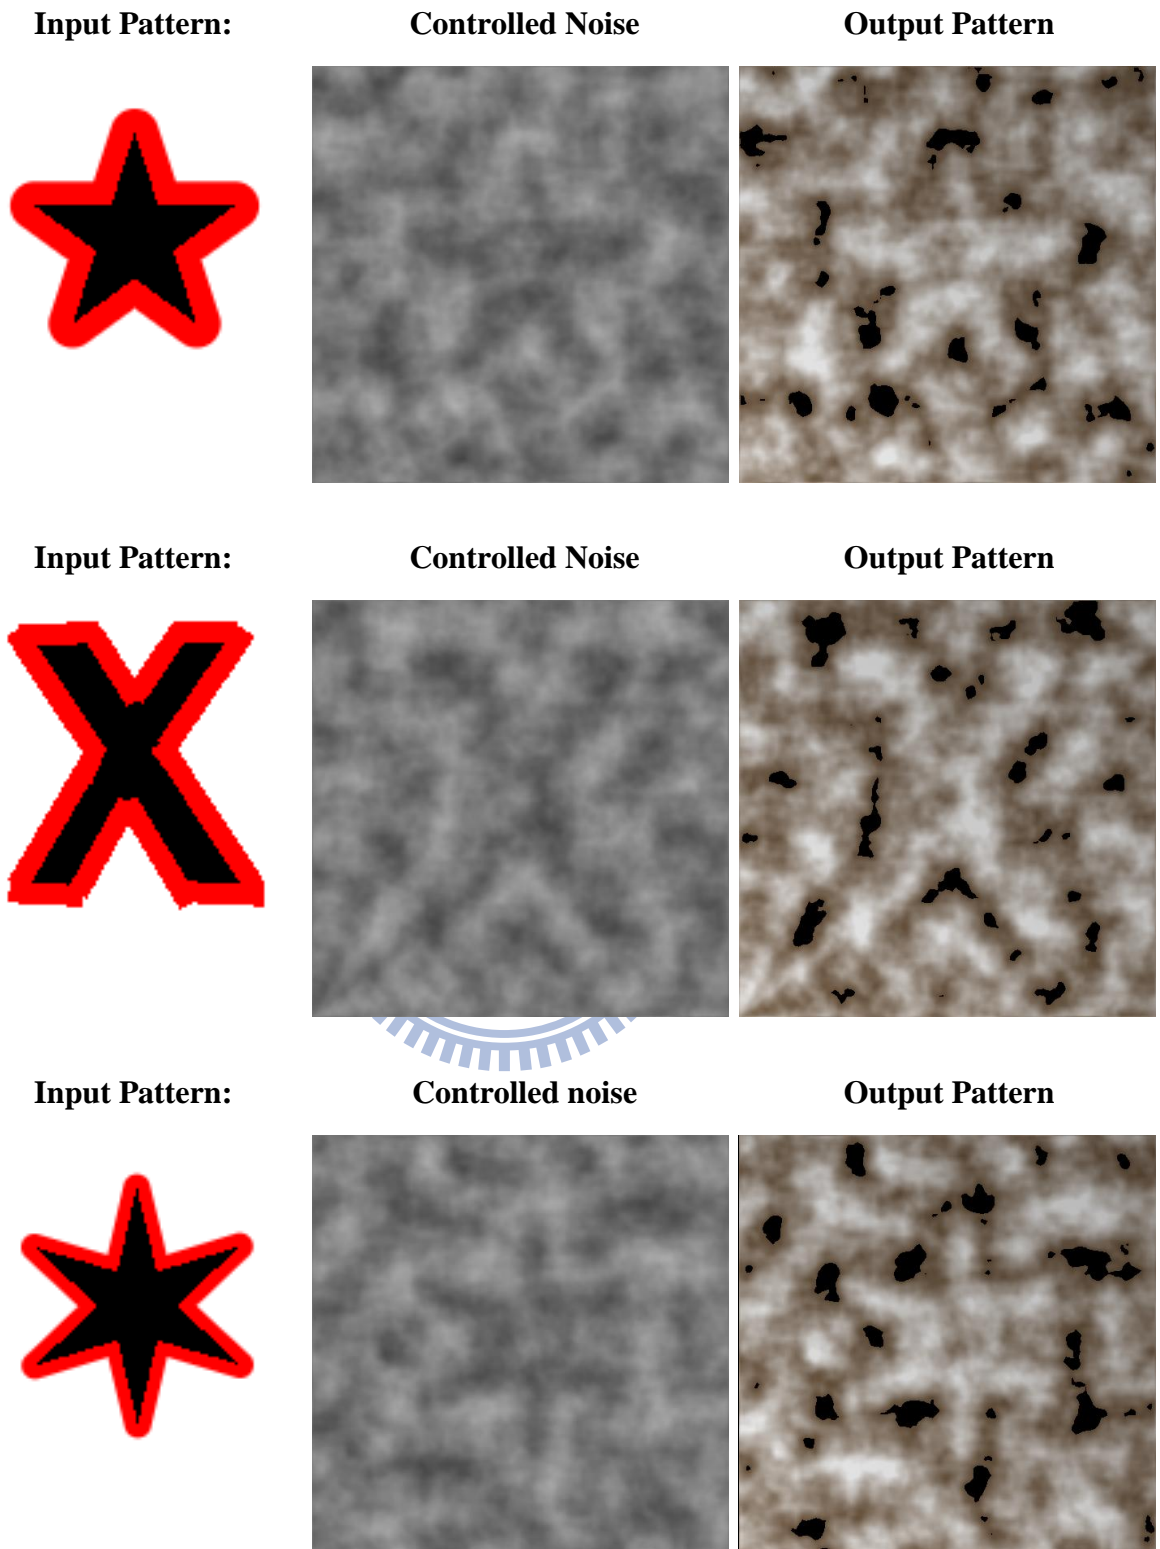 Input Pattern: Controlled Noise Output Pattern
Input Pattern: Controlled Noise Output Pattern
X
Input Pattern: Controlled noise Output Pattern